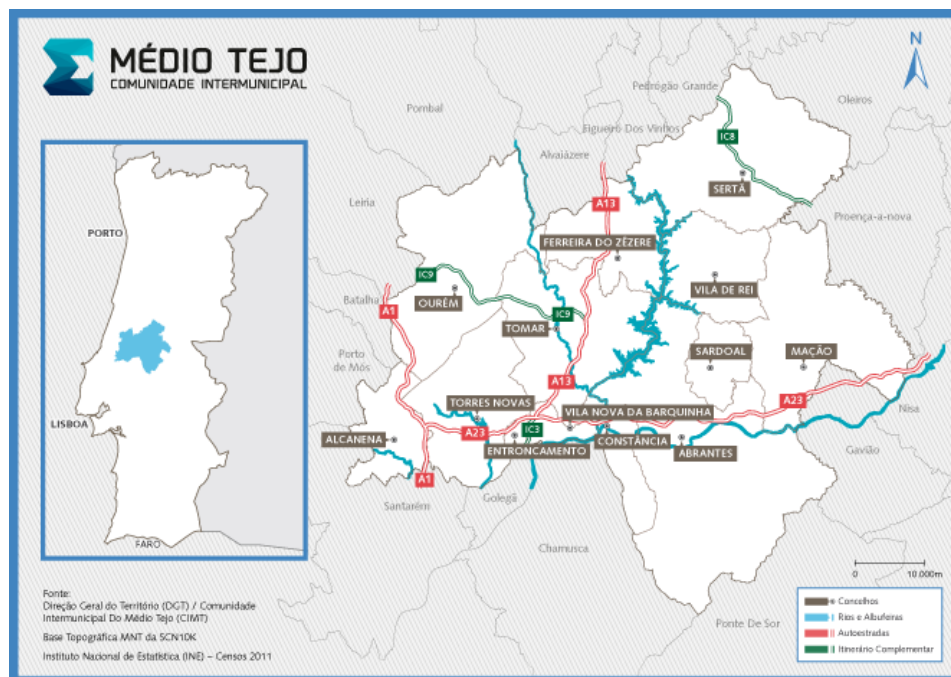 MÉDIO TEJO
COMUNIDADE INTERMUNICIPAL
N
Pedrogão Grande
Oleiros
Pombal
Figueiro Dos Vinhos
IC8
Alvaiázere
SERTÃ
Leiria
A13
Proença-a-nova
PORTO
FERREIRA DO ZÊZERE
IC9
VILA DE REI
Batalha
OURÉM
A1
IC9
TOMAR
Porto
de Mós
SARDOAL
MAÇÃO
A13
A23
TORRES NOVAS
Nisa
VILA NOVA DA BARQUINHA
LISBOA
A23
IC3
ALCANENA
CONSTÂNCIA
ENTRONCAMENTO
ABRANTES
Gavião
A1
Golegã
Santarém
FARO
Chamusca
0
10.000m
Fonte:
Direção Geral do Território (DGT) / Comunidade
Intermunicipal Do Médio Tejo (CIMT)
Base Topográfica MNT da SCN10K
Instituto Nacional de Estatística (INE) – Censos 2011
Ponte De Sor
Concelhos
Rios e Albufeiras
Autoestradas
Itinerário Complementar